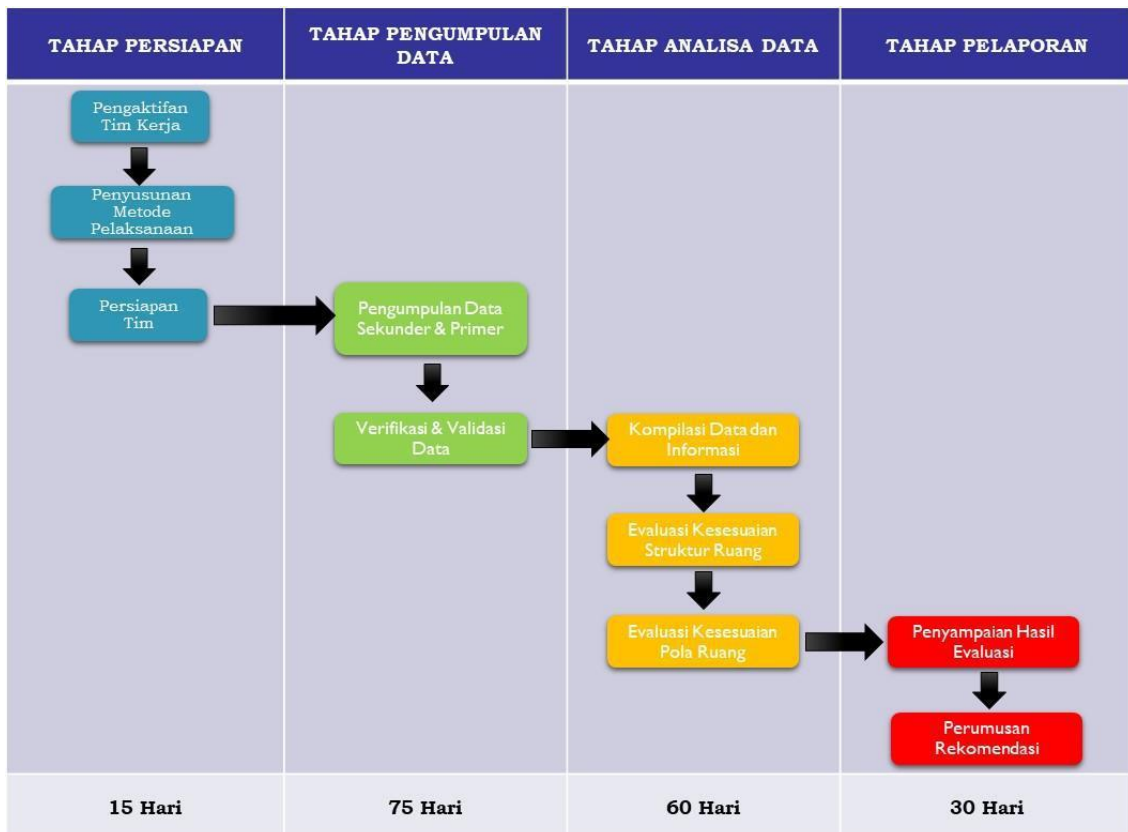 TAHAP PERSIAPAN
TAHAP PENGUMPULAN
DATA
TAHAP ANALISA DATA
TAHAP PELAPORAN
Pengaktifan
Tim Kerja
Penyusunan
Metode
Pelaksanaan
Persiapan
Tim
Pengumpulan Data
Sekunder & Primer
Verifikasi & Validasi
Data
Kompilasi Data dan
Informasi
Evaluasi Kesesuaian
Struktur Ruang
Evaluasi Kesesuaian
Pola Ruang
Penyampaian Hasil
Evaluasi
Perumusan
Rekomendasi
15 Hari
75 Hari
60 Hari
30 Hari